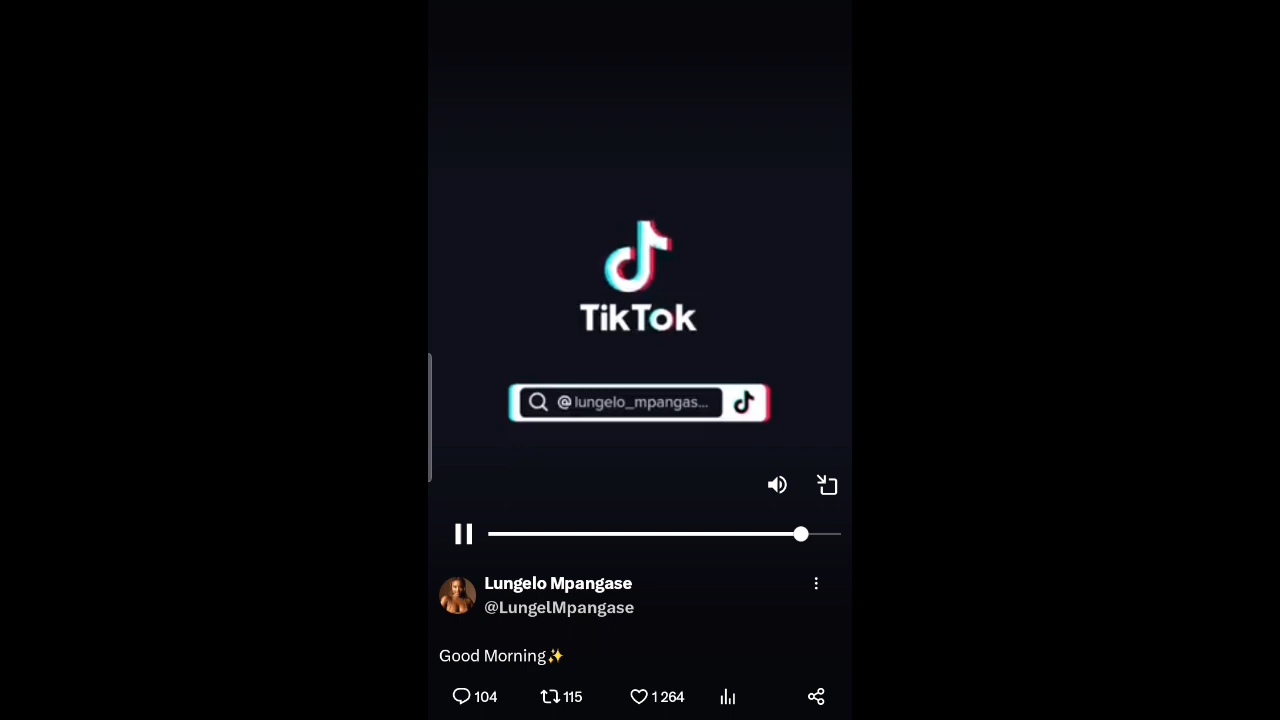 TikTok
@lungelo_mpangas...
Lungelo Mpangase
@LungelMpangase
Good Morning✨
104 115 1 264